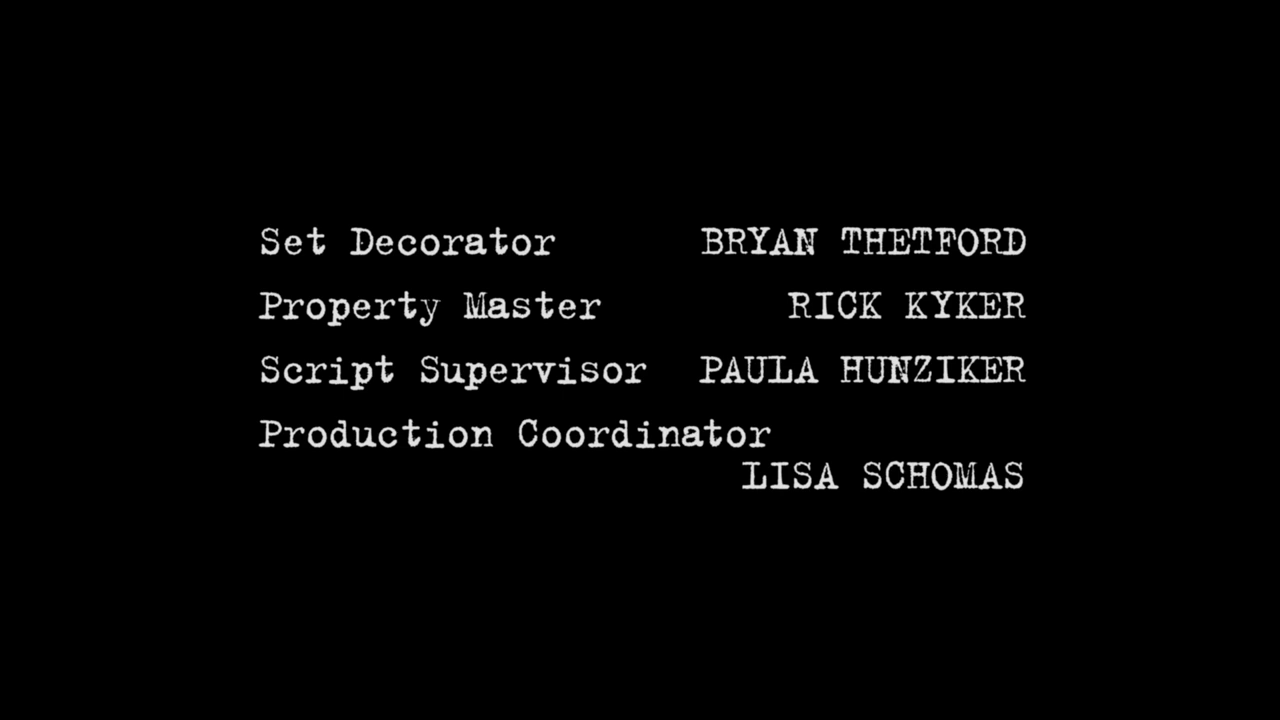 Set Decorator BRYAN THETFORD
Property Master RICK KYKER
Script Supervisor PAULA HUNZIKER
Production Coordinator
LISA SCHOMAS